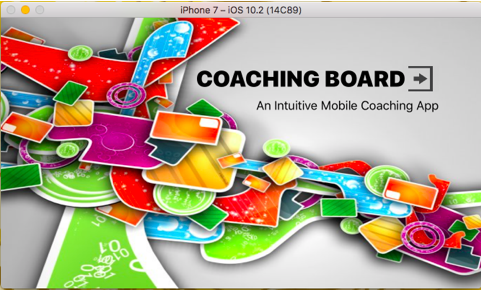 iPhone 7 – iOS 10.2 (14C89)
COACHING BOARD
An Intuitive Mobile Coaching App